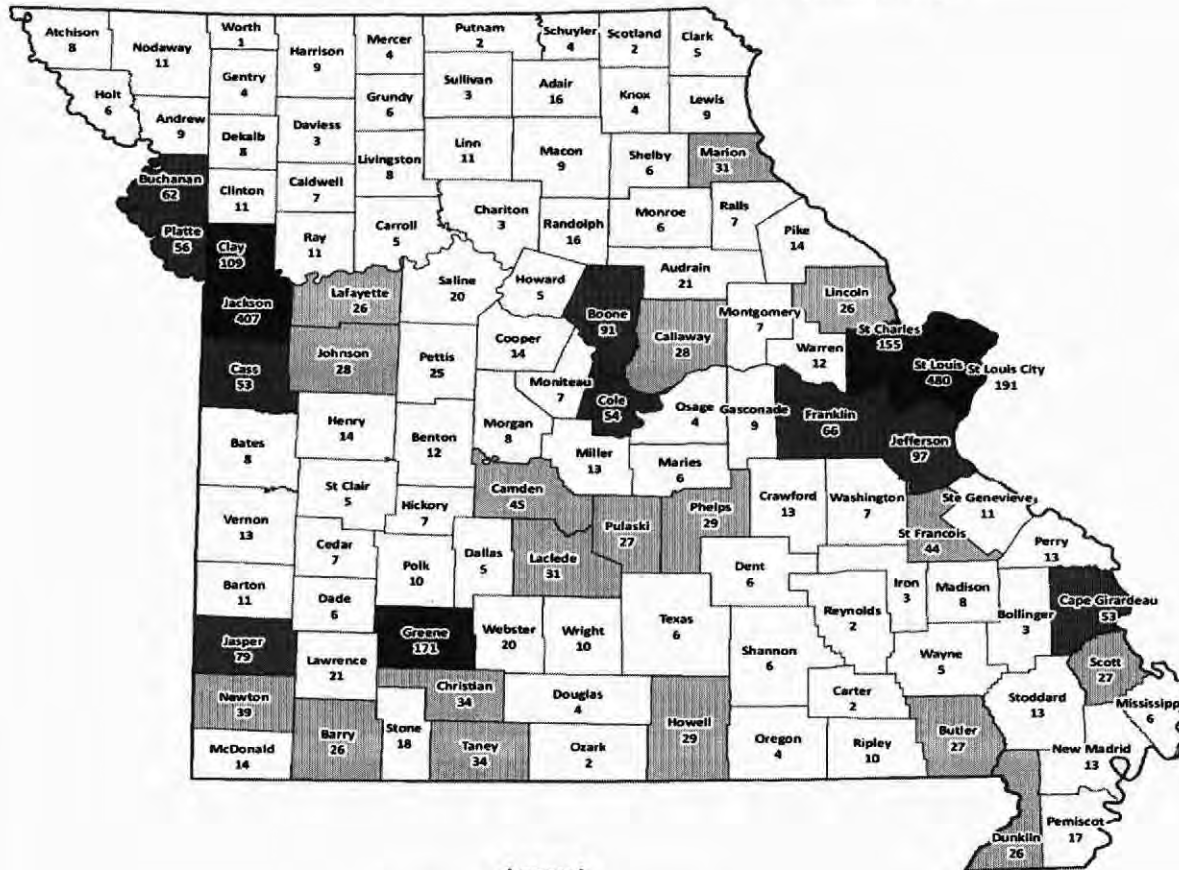 Atchison
8
Nodaway
11
Worth
1
Harrison
9
Mercer
4
Putnam
2
Schuyler
4
Scotland
2
Clark
5
Holt
6
Gentry
4
Sullivan
3
Adair
16
Knox
4
Lewis
9
Andrew
9
Dekalb
8
Daviess
3
Grundy
6
Linn
11
Macon
9
Shelby
6
Marion
31
Livingston
8
Buchanan
62
Clinton
11
Caldwell
7
Chariton
3
Randolph
16
Monroe
6
Ralls
7
Pike
14
Platte
56
Clay
109
Ray
11
Carroll
5
Saline
20
Howard
5
Boone
91
Audrain
21
Lincoln
26
Jackson
407
Lafayette
26
Callaway
28
Montgomery
7
Warren
12
St Charles
155
Cass
53
Johnson
28
Pettis
25
Cooper
14
Moniteau
7
Cole
54
Osage
4
Gasconade
9
Franklin
66
St Louis
480
St Louis City
191
Jefferson
97
Bates
8
Henry
14
Benton
12
Morgan
8
Miller
13
Maries
6
St Clair
5
Hickory
7
Camden
45
Pulaski
27
Phelps
29
Crawford
13
Washington
7
Ste Genevieve
11
St Francois
44
Perry
13
Vernon
13
Cedar
7
Polk
10
Dallas
5
Laclede
31
Dent
6
Iron
3
Madison
8
Bollinger
3
Cape Girardeau
53
Barton
11
Dade
6
Greene
171
Webster
20
Wright
10
Texas
6
Reynolds
2
Shannon
6
Wayne
5
Scott
27
Jasper
79
Lawrence
21
Christian
34
Douglas
4
Howell
29
Carter
2
Stoddard
13
Mississippi
6
Newton
39
Barry
26
Stone
18
Taney
34
Ozark
2
Oregon
4
Ripley
10
Butler
27
New Madrid
13
McDonald
14
Dunklin
26
Pemiscot
17